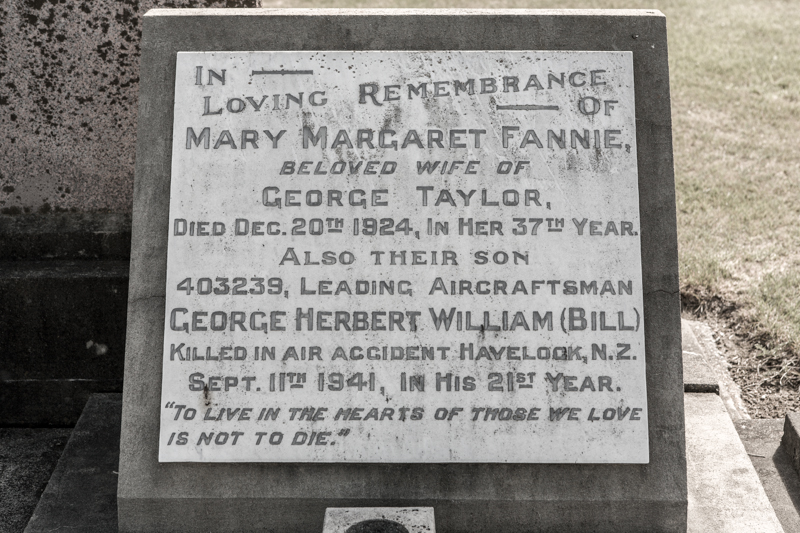 In
Loving Remembrance
Of
Mary Margaret Fannie,
beloved wife of
George Taylor,
Died Dec. 20th 1924, In Her 37th Year.
Also their son
403239, Leading Aircraftsman
George Herbert William (Bill)
Killed in air accident Havelock, N.Z.
Sept. 11th 1941, In His 21st Year.
"To live in the hearts of those we love
is not to die."